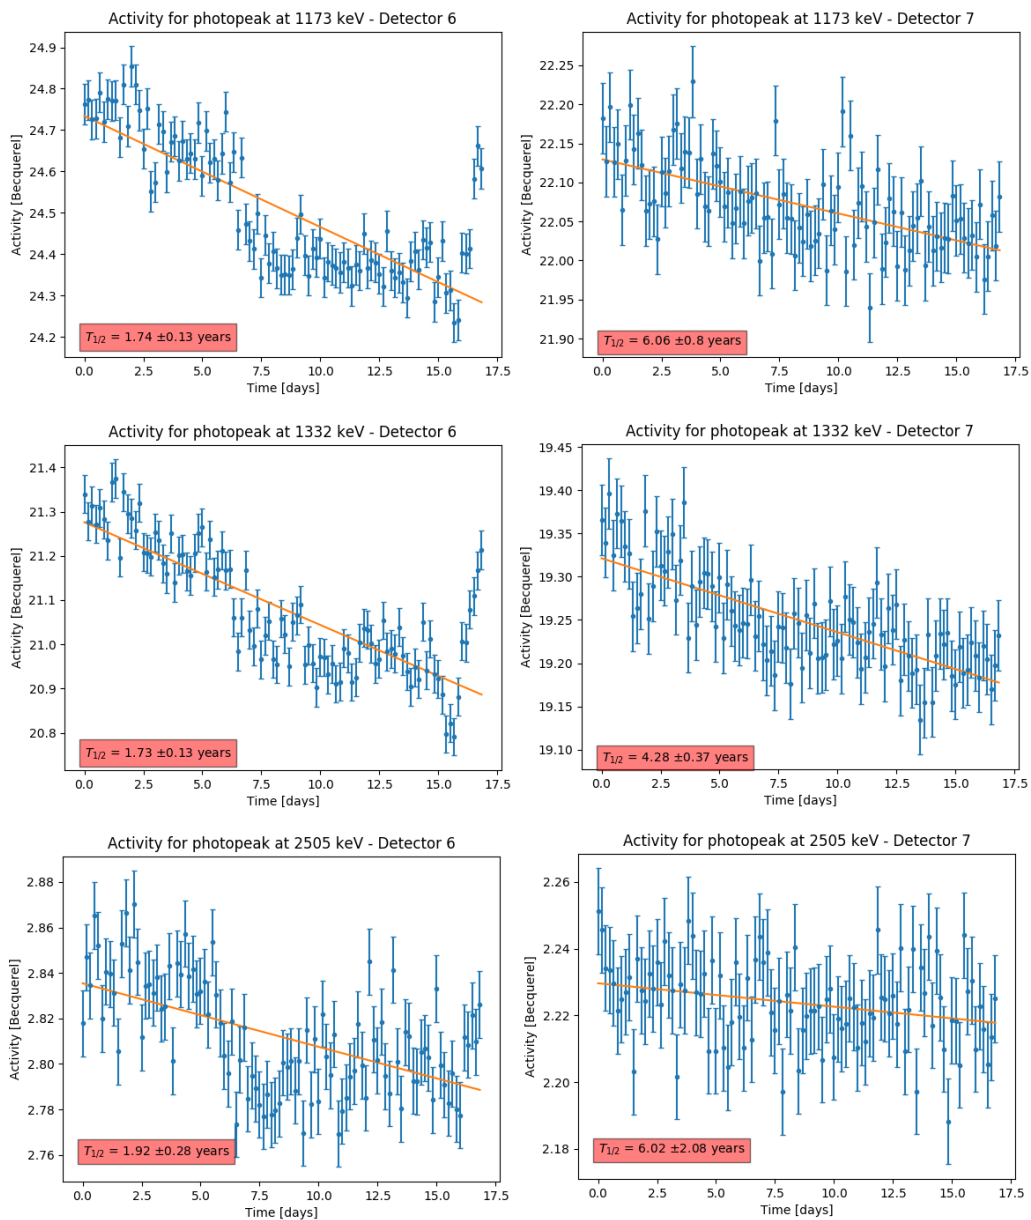 Activity for photopeak at 1173 keV - Detector 6
24.9
24.8
24.7
24.6
24.5
24.4
24.3
24.2
Activity [Becquerel]
T1/2 = 1.74 ±0.13 years
0.0 2.5 5.0 7.5 10.0 12.5 15.0 17.5
Time [days]
Activity for photopeak at 1173 keV - Detector 7
22.25
22.20
22.15
22.10
22.05
22.00
21.95
21.90
Activity [Becquerel]
T1/2 = 6.06 ±0.8 years
0.0 2.5 5.0 7.5 10.0 12.5 15.0 17.5
Time [days]
Activity for photopeak at 1332 keV - Detector 6
21.4
21.3
21.2
21.1
21.0
20.9
20.8
Activity [Becquerel]
T1/2 = 1.73 ±0.13 years
0.0 2.5 5.0 7.5 10.0 12.5 15.0 17.5
Time [days]
Activity for photopeak at 1332 keV - Detector 7
19.45
19.40
19.35
19.30
19.25
19.20
19.15
19.10
Activity [Becquerel]
T1/2 = 4.28 ±0.37 years
0.0 2.5 5.0 7.5 10.0 12.5 15.0 17.5
Time [days]
Activity for photopeak at 2505 keV - Detector 6
2.88
2.86
2.84
2.82
2.80
2.78
2.76
Activity [Becquerel]
T1/2 = 1.92 ±0.28 years
0.0 2.5 5.0 7.5 10.0 12.5 15.0 17.5
Time [days]
Activity for photopeak at 2505 keV - Detector 7
2.26
2.24
2.22
2.20
2.18
Activity [Becquerel]
T1/2 = 6.02 ±2.08 years
0.0 2.5 5.0 7.5 10.0 12.5 15.0 17.5
Time [days]